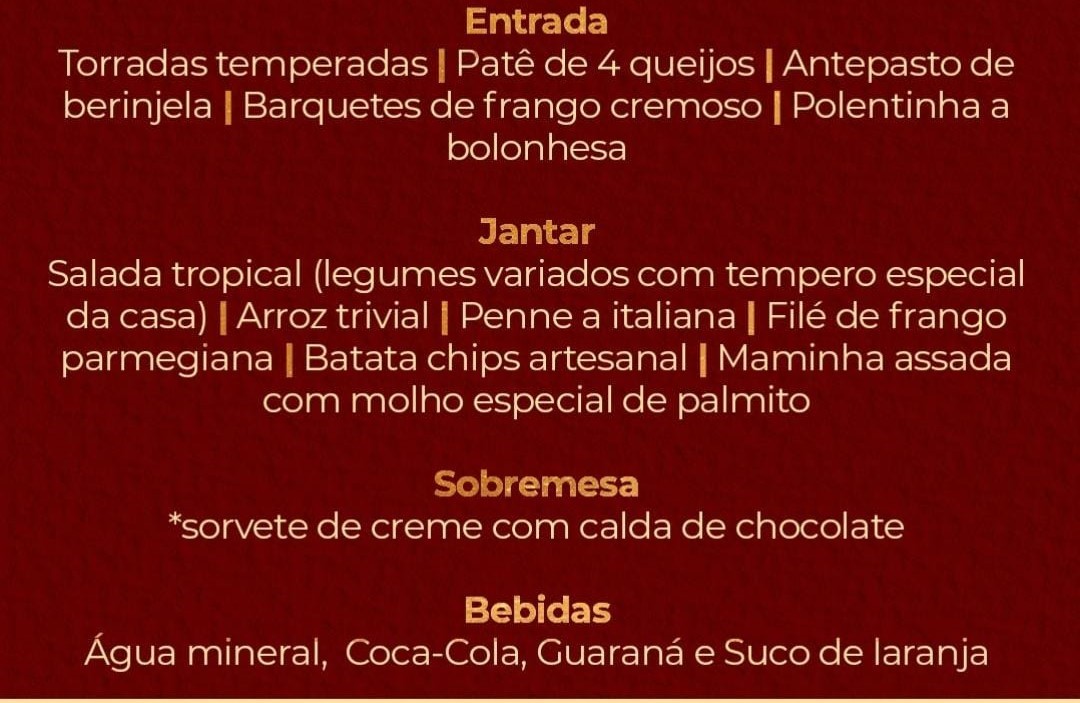 Entrada
Torradas temperadas | Patê de 4 queijos | Antepasto de
berinjela | Barquetes de frango cremoso | Polentinha a
bolonhesa
Jantar
Salada tropical (legumes variados com tempero especial
da casa) | Arroz trivial | Penne a italiana | Filé de frango
parmegiana | Batata chips artesanal | Maminha assada
com molho especial de palmito
Sobremesa
*sorvete de creme com calda de chocolate
Bebidas
Água mineral,  Coca-Cola, Guaraná e Suco de laranja